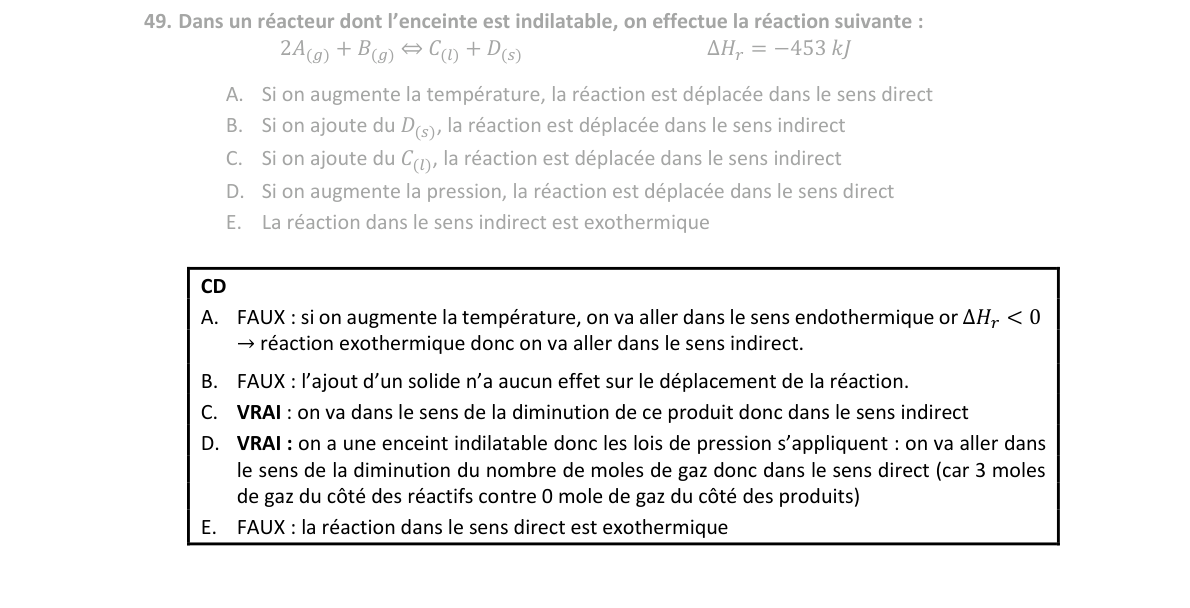 49. Dans un réacteur dont l’enceinte est indilatable, on effectue la réaction suivante :
2A(g) + B(g) ⇔ C(l) + D(s) ΔHr = −453 kJ
A. Si on augmente la température, la réaction est déplacée dans le sens direct
B. Si on ajoute du D(s), la réaction est déplacée dans le sens indirect
C. Si on ajoute du C(l), la réaction est déplacée dans le sens indirect
D. Si on augmente la pression, la réaction est déplacée dans le sens direct
E. La réaction dans le sens indirect est exothermique
CD
A. FAUX : si on augmente la température, on va aller dans le sens endothermique or ΔHr < 0
→ réaction exothermique donc on va aller dans le sens indirect.
B. FAUX : l’ajout d’un solide n’a aucun effet sur le déplacement de la réaction.
C. VRAI : on va dans le sens de la diminution de ce produit donc dans le sens indirect
D. VRAI : on a une enceint indilatable donc les lois de pression s’appliquent : on va aller dans
le sens de la diminution du nombre de moles de gaz donc dans le sens direct (car 3 moles
de gaz du côté des réactifs contre 0 mole de gaz du côté des produits)
E. FAUX : la réaction dans le sens direct est exothermique